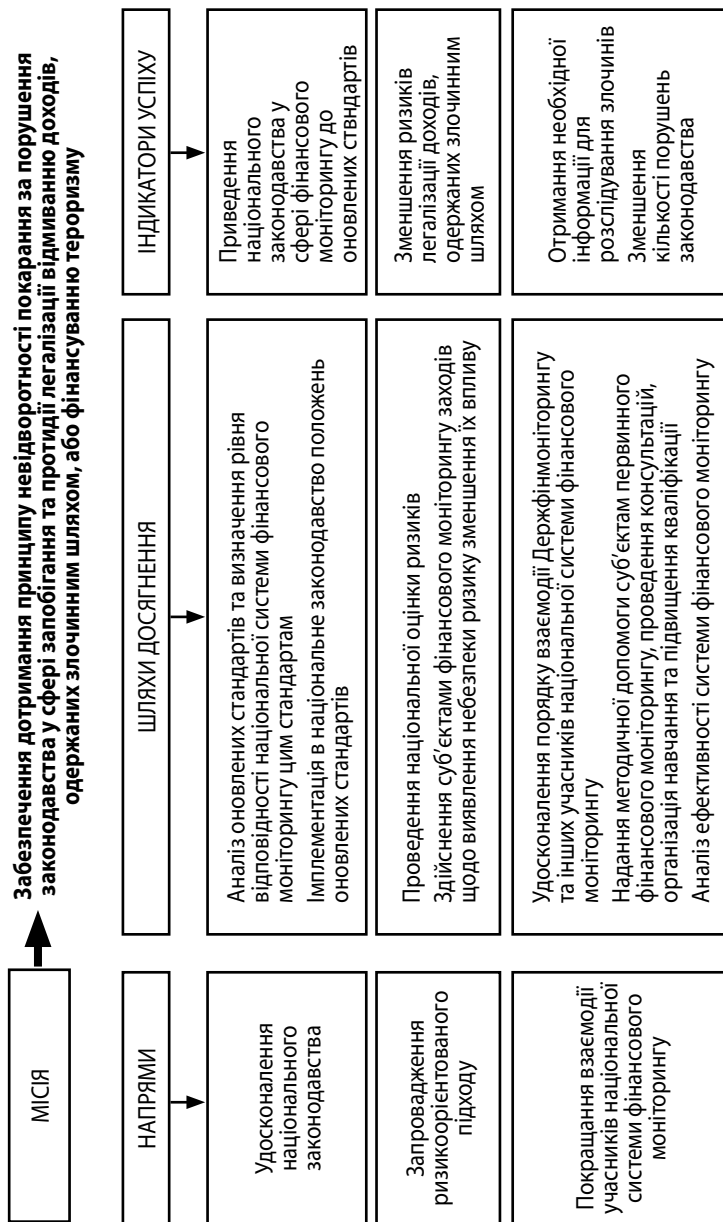 МІСІЯ
Забезпечення дотримання принципу невідворотності покарання за порушення
законодавства у сфері запобігання та протидії легалізації відмиванню доходів,
одержаних злочинним шляхом, або фінансуванню тероризму
НАПРЯМИ
ШЛЯХИ ДОСЯГНЕННЯ
ІНДИКАТОРИ УСПІХУ
Удосконалення
національного
законодавства
Аналіз оновлених стандартів та визначення рівня
відповідності національної системи фінансового
моніторингу цим стандартам
Імплементація в національне законодавство положень
оновлених стандартів
Приведення
національного
законодавства у
сфері фінансового
моніторингу до
оновлених ствндартів
Запровадження
ризикоорієнтованого
підходу
Проведення національної оцінки ризиків
Здійснення суб’єктами фінансового моніторингу заходів
щодо виявлення небезпеки ризику зменшення їх впливу
Зменшення ризиків
легалізації доходів,
одержаних злочинним
шляхом
Покращання взаємодії
учасників національної
системи фінансового
моніторингу
Удосконалення порядку взаємодії Держфінмоніторингу
та інших учасників національної системи фінансового
моніторингу
Надання методичної допомоги суб’єктам первинного
фінансового моніторингу, проведення консультацій,
організація навчання та підвищення кваліфікації
Аналіз ефективності системи фінансового моніторингу
Отримання необхідної
інформації для
розслідування злочинів
Зменшення
кількості порушень
законодавства